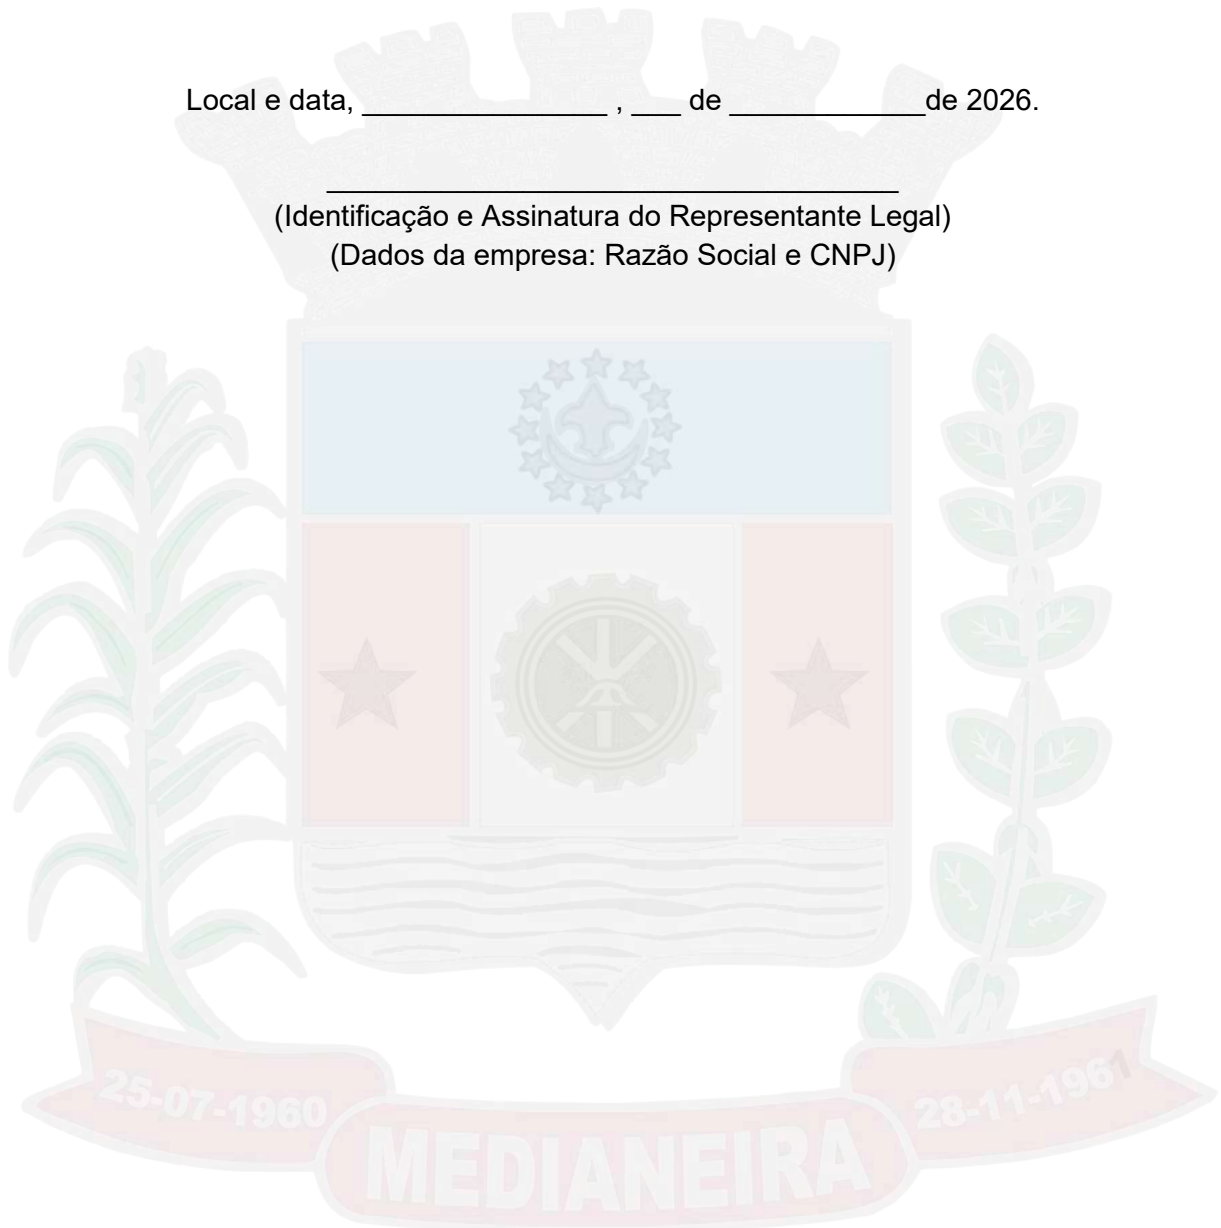 Local e data, _______________ , ___ de ____________de 2026.
___________________________________
(Identificação e Assinatura do Representante Legal)
(Dados da empresa: Razão Social e CNPJ)
25-07-1960
28-11-1961
MEDIANEIRA